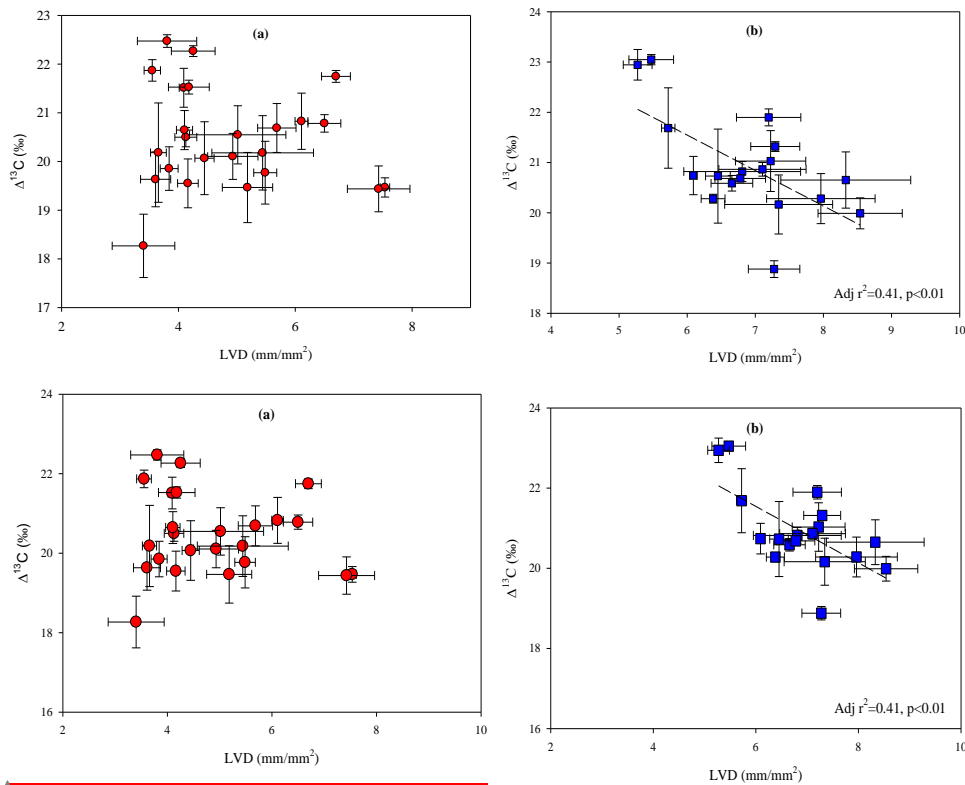 (a)
23
22
21
20
19
18
17
Δ¹³C (‰)
2 4 6 8
LVD (mm/mm²)
(b)
23
22
21
20
19
18
Δ¹³C (‰)
Adj r²=0.41, p<0.01
4 5 6 7 8 9 10
LVD (mm/mm²)
(a)
24
22
20
18
16
Δ¹³C (‰)
2 4 6 8 10
LVD (mm/mm²)
(b)
24
22
20
18
16
Δ¹³C (‰)
Adj r²=0.41, p<0.01
2 4 6 8 10
LVD (mm/mm²)